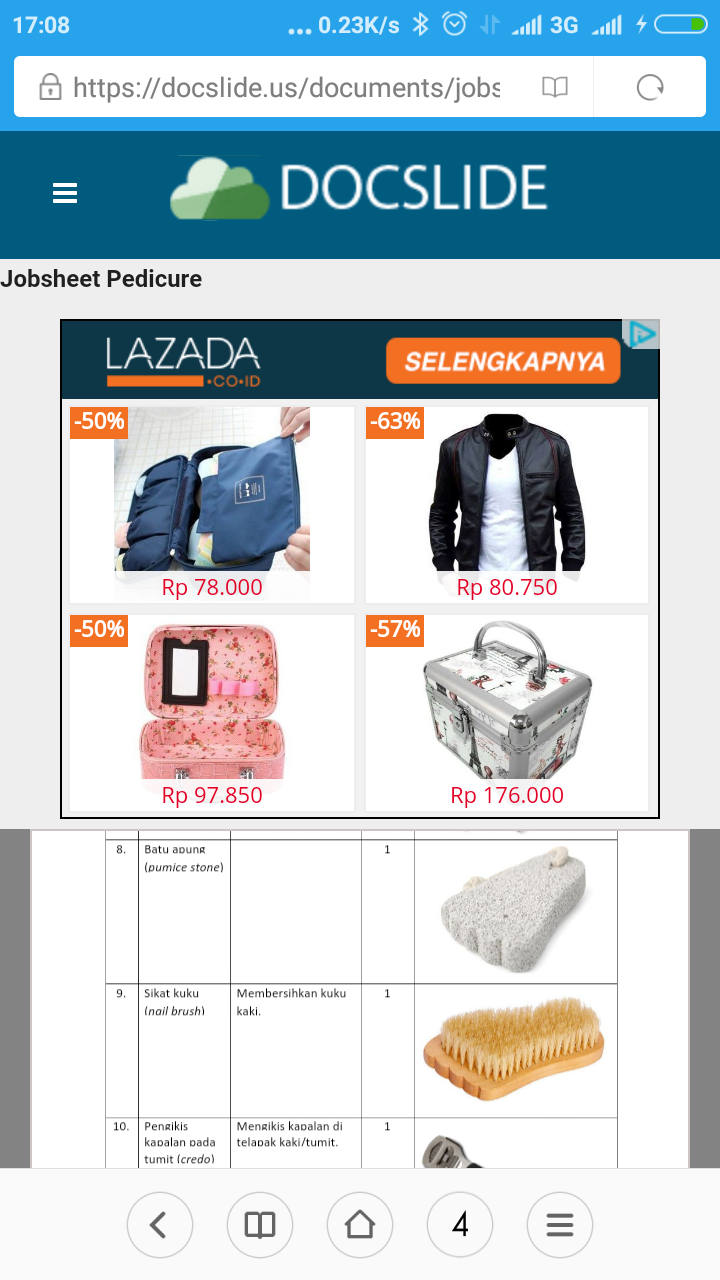 17:08
... 0.23K/s 3G
https://docslide.us/documents/jobs
DOCSLIDE
Jobsheet Pedicure
LAZADA
.CO.ID
SELENGKAPNYA
-50%
-63%
Rp 78.000
Rp 80.750
-50%
-57%
Rp 97.850
Rp 176.000
8. Batu apung 1
(pumice stone)
9. Sikat kuku Membersihkan kuku 1
(nail brush) kaki.
10. Pengikis Mengikis kapalan di 1
kapalan pada telapak kaki/tumit.
tumit (credo)
4